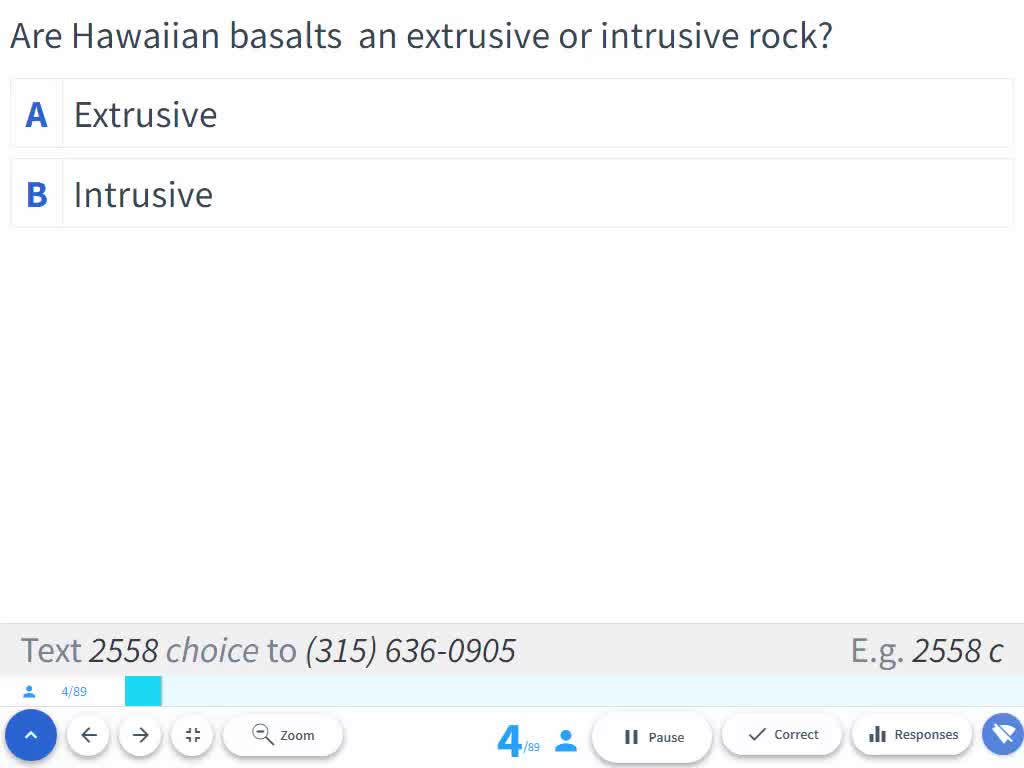 Are Hawaiian basalts  an extrusive or intrusive rock?
A Extrusive
B Intrusive
Text 2558 choice to (315) 636-0905 E.g. 2558 c
4/89
Zoom 4/89 Pause Correct Responses